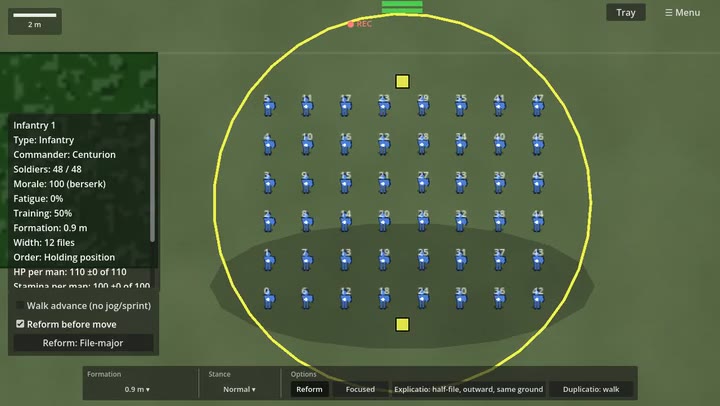 2 m
REC
Tray
☰ Menu
5 11 17 23 29 35 41 47
4 10 16 22 28 34 40 46
3 9 15 21 27 33 39 45
2 8 14 20 26 32 38 44
1 7 13 19 25 31 37 43
0 6 12 18 24 30 36 42
Infantry 1
Type: Infantry
Commander: Centurion
Soldiers: 48 / 48
Morale: 100 (berserk)
Fatigue: 0%
Training: 50%
Formation: 0.9 m
Width: 12 files
Order: Holding position
HP per man: 110 ±0 of 110
Stamina per man: 100 ±0 of 100
Walk advance (no jog/sprint)
Reform before move
Reform: File-major
Formation
0.9 m ▾
Stance
Normal ▾
Options
Reform
Focused
Explicatio: half-file, outward, same ground
Duplicatio: walk